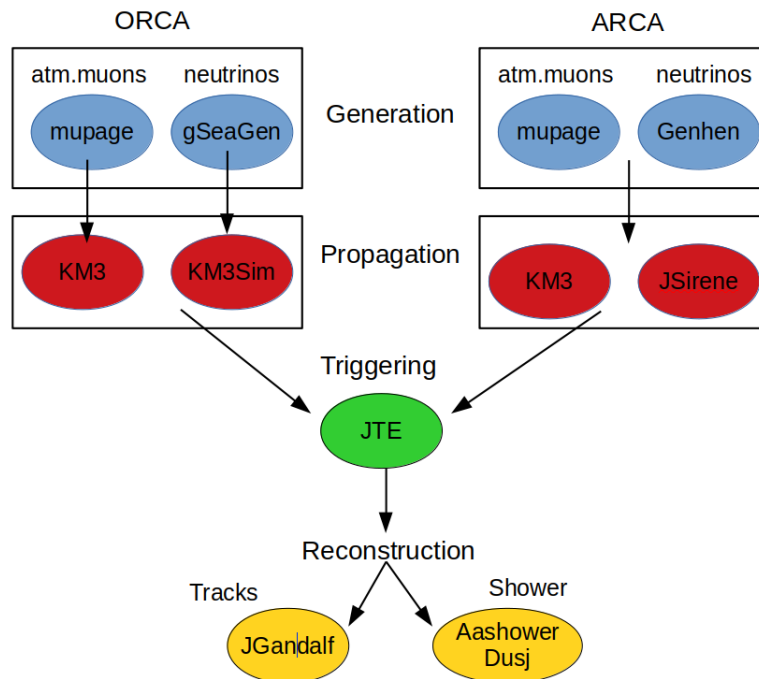 ORCA
ARCA
atm.muons neutrinos
atm.muons neutrinos
mupage gSeaGen
Generation
mupage Genhen
Propagation
KM3 KM3Sim
KM3 JSirene
Triggering
JTE
Reconstruction
Tracks
Shower
JGandalf
Aashower
Dusj